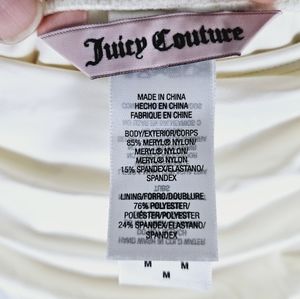 Juicy Couture
MADE IN CHINA
HECHO EN CHINA
FABRIQUE EN CHINE
BODY/EXTERIOR/CORPS
85% MERYL® NYLON/
MERYL® NYLON/
MERYL® NYLON
15% SPANDEX/ELASTANO/
SPANDEX
LINING/FORRO/DOUBLURE
76% POLYESTER/
POLIÉSTER/POLYESTER
24% SPANDEX/ELASTANO/
SPANDEX
M M
M